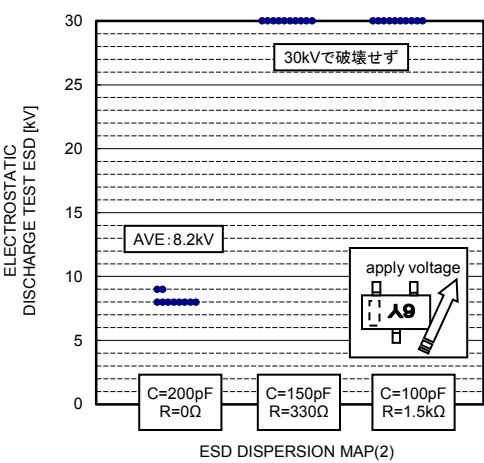 30
30kVで破壊せず
25
20
15
AVE:8.2kV
10
apply voltage
5
0
ELECTROSTATIC
DISCHARGE TEST ESD [kV]
C=200pF
R=0Ω
C=150pF
R=330Ω
C=100pF
R=1.5kΩ
ESD DISPERSION MAP(2)